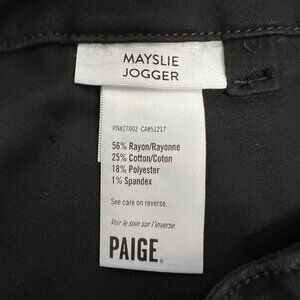 MAYSLIE
JOGGER
RN#27002 CA#51217
56% Rayon/Rayonne
25% Cotton/Coton
18% Polyester
1% Spandex
See care on reverse.
Voir le soin sur l'inverse.
PAIGE®